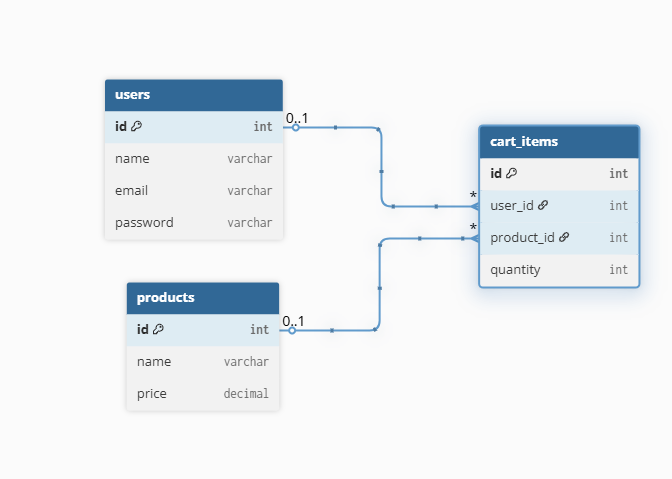 users
id int
name varchar
email varchar
password varchar
0..1
*
cart_items
id int
user_id int
product_id int
quantity int
*
products
id int
name varchar
price decimal
0..1